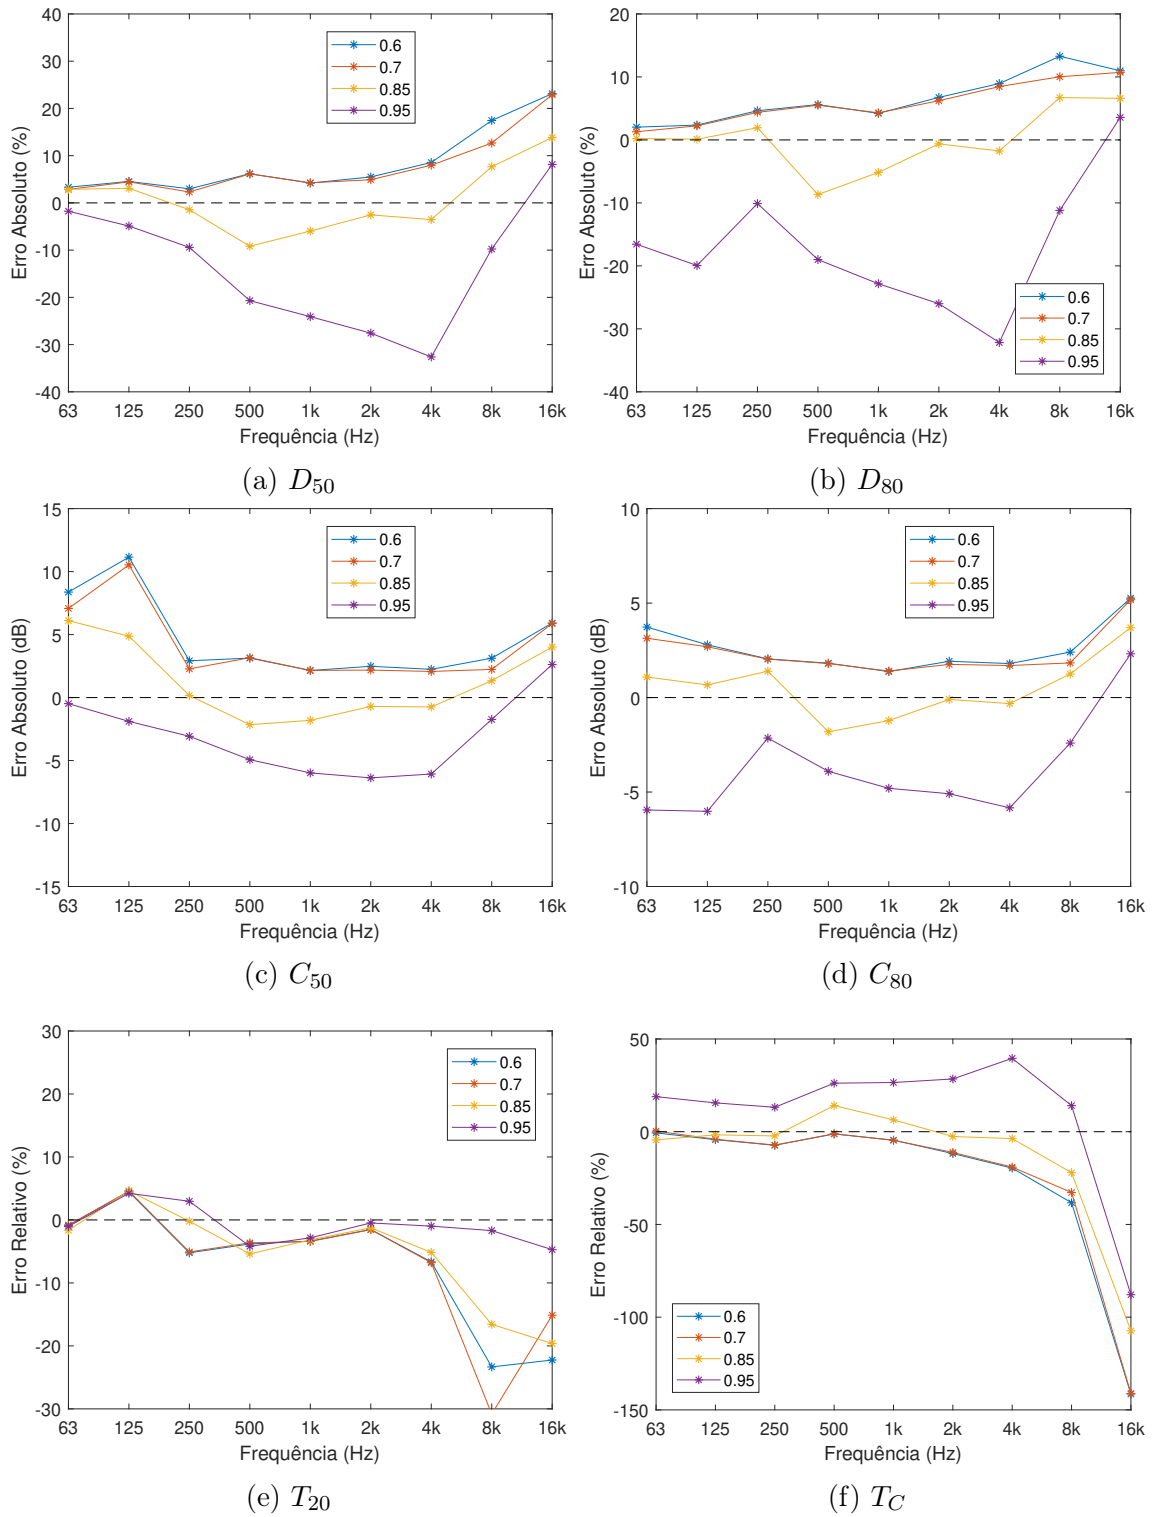 40
30
20
10
0
-10
-20
-30
-40
Erro Absoluto (%)
63 125 250 500 1k 2k 4k 8k 16k
Frequência (Hz)
0.6
0.7
0.85
0.95
(a) D50
20
10
0
-10
-20
-30
-40
Erro Absoluto (%)
63 125 250 500 1k 2k 4k 8k 16k
Frequência (Hz)
0.6
0.7
0.85
0.95
(b) D80
15
10
5
0
-5
-10
-15
Erro Absoluto (dB)
63 125 250 500 1k 2k 4k 8k 16k
Frequência (Hz)
0.6
0.7
0.85
0.95
(c) C50
10
5
0
-5
-10
Erro Absoluto (dB)
63 125 250 500 1k 2k 4k 8k 16k
Frequência (Hz)
0.6
0.7
0.85
0.95
(d) C80
30
20
10
0
-10
-20
-30
Erro Relativo (%)
63 125 250 500 1k 2k 4k 8k 16k
Frequência (Hz)
0.6
0.7
0.85
0.95
(e) T20
50
0
-50
-100
-150
Erro Relativo (%)
63 125 250 500 1k 2k 4k 8k 16k
Frequência (Hz)
0.6
0.7
0.85
0.95
(f) TC